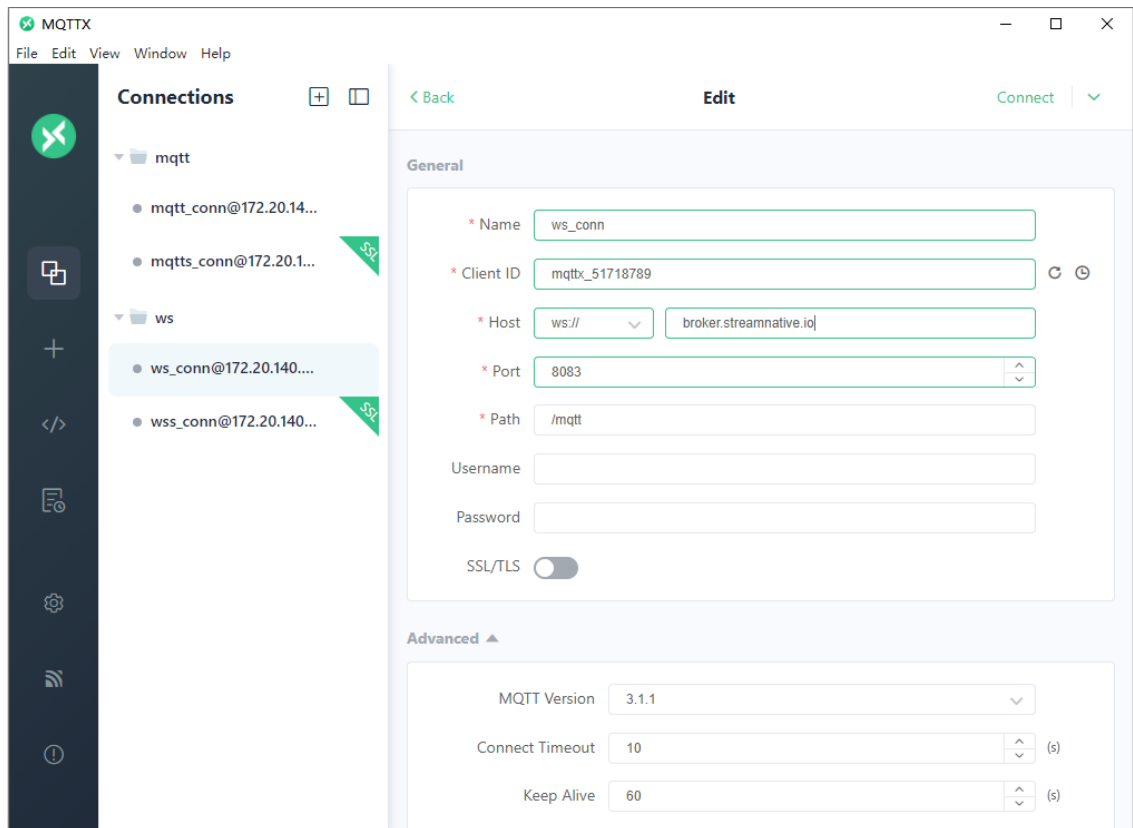 MQTTX
File Edit View Window Help
Connections
mqtt
mqtt_conn@172.20.14...
mqtts_conn@172.20.1...
SSL
ws
ws_conn@172.20.140....
wss_conn@172.20.140...
SSL
Back
Edit
Connect
General
* Name ws_conn
* Client ID mqttx_51718789
* Host ws:// broker.streamnative.io
* Port 8083
* Path /mqtt
Username
Password
SSL/TLS
Advanced
MQTT Version 3.1.1
Connect Timeout 10 (s)
Keep Alive 60 (s)